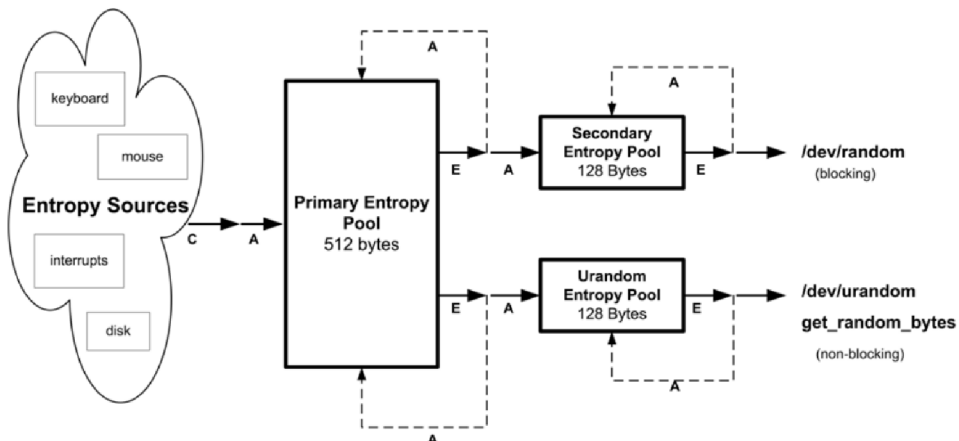 A
keyboard
A
mouse
Secondary
Entropy Pool
128 Bytes
/dev/random
(blocking)
E
A
E
Entropy Sources
Primary Entropy
Pool
512 bytes
C
A
interrupts
Urandom
Entropy Pool
128 Bytes
/dev/urandom
get_random_bytes
(non-blocking)
E
A
E
disk
A
A